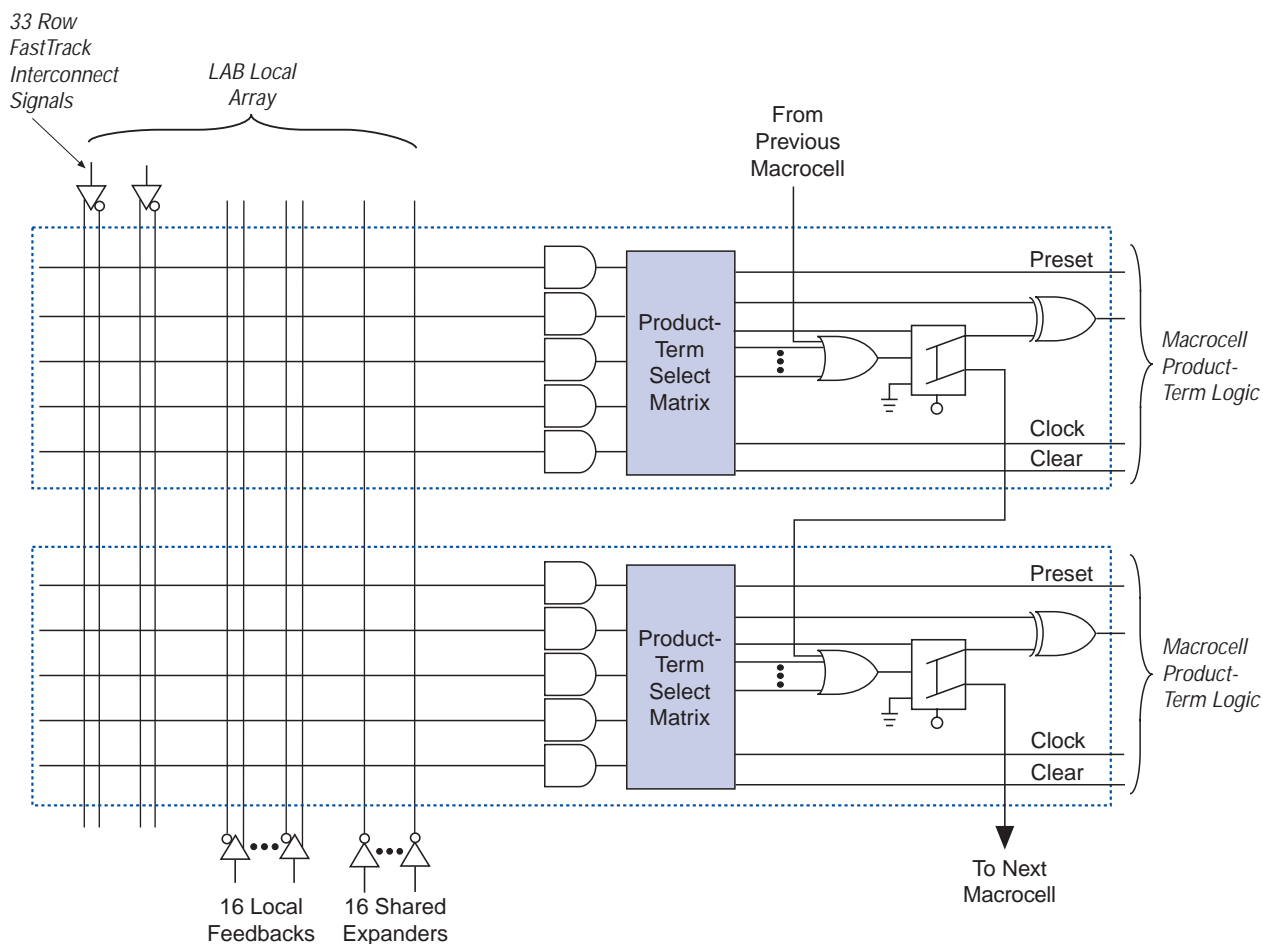 33 Row
FastTrack
Interconnect
Signals
LAB Local
Array
From
Previous
Macrocell
Preset
Product-
Term
Select
Matrix
Clock
Clear
Macrocell
Product-
Term Logic
Preset
Product-
Term
Select
Matrix
Clock
Clear
Macrocell
Product-
Term Logic
16 Local
Feedbacks
16 Shared
Expanders
To Next
Macrocell